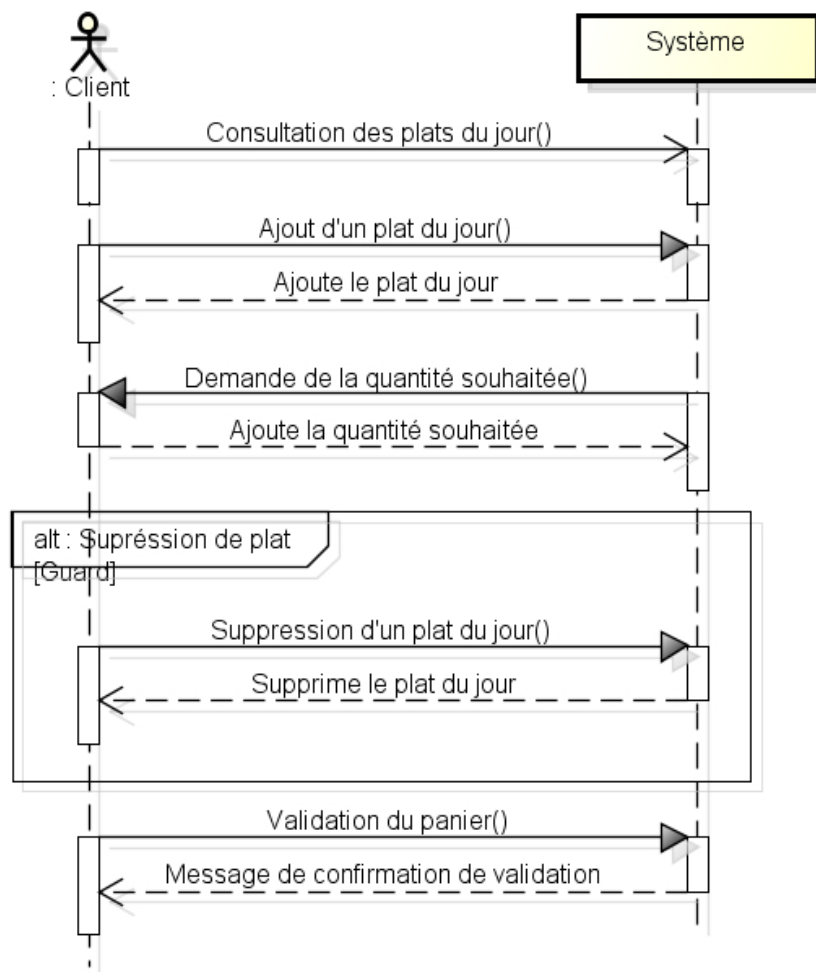 : Client
Système
Consultation des plats du jour()
Ajout d'un plat du jour()
Ajoute le plat du jour
Demande de la quantité souhaitée()
Ajoute la quantité souhaitée
alt : Supréssion de plat
[Guard]
Suppression d'un plat du jour()
Supprime le plat du jour
Validation du panier()
Message de confirmation de validation